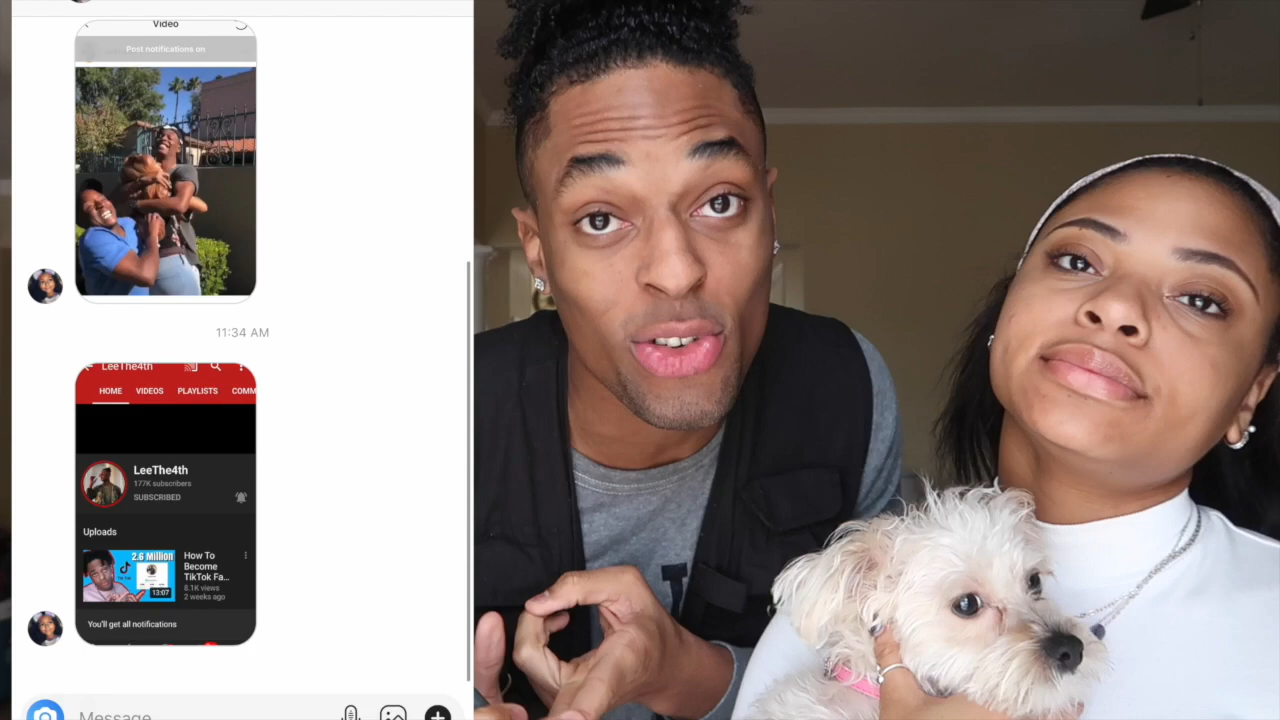 Video
Post notifications on
11:34 AM
LeeThe4th
HOME VIDEOS PLAYLISTS COMM
LeeThe4th
177K subscribers
SUBSCRIBED
Uploads
2.6 Million
13:07
How To
Become
TikTok Fa...
8.1K views
2 weeks ago
You'll get all notifications
Message